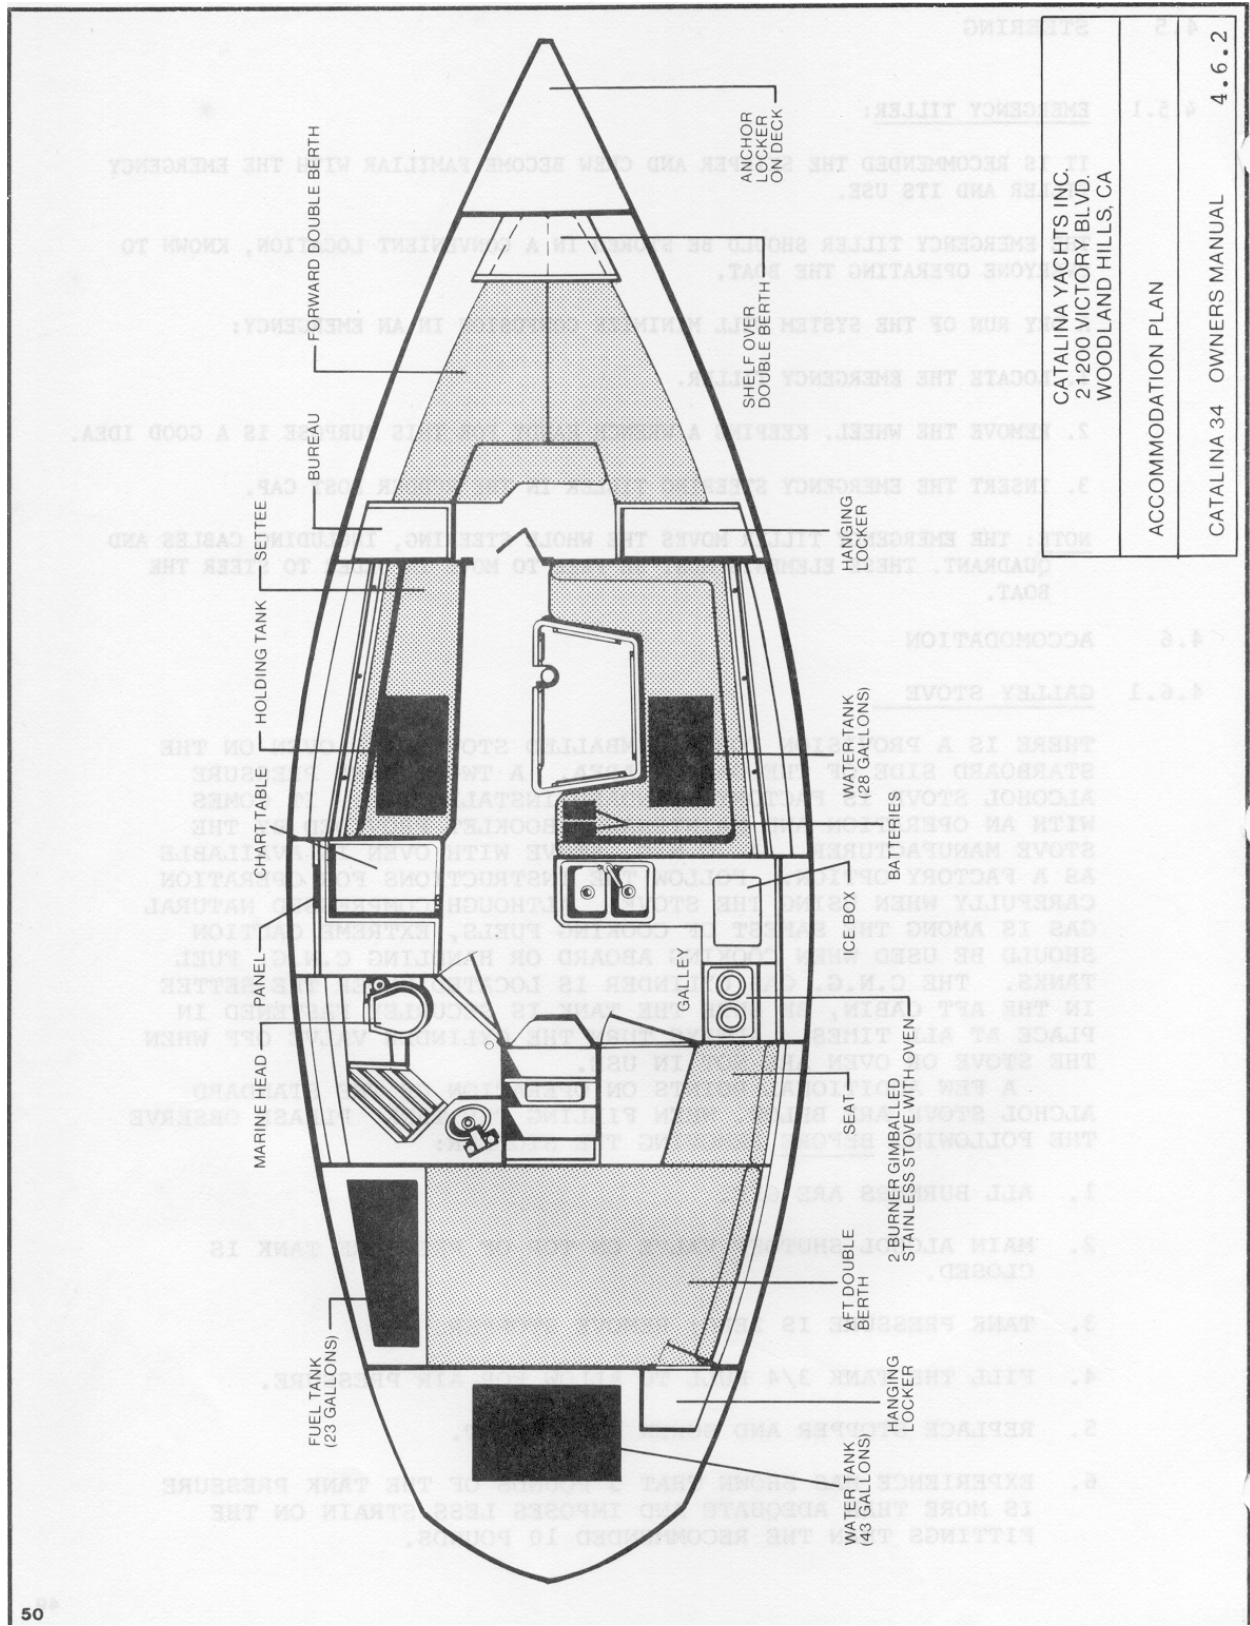 FUEL TANK
(23 GALLONS)
MARINE HEAD
PANEL
CHART TABLE
HOLDING TANK
SETTEE
BUREAU
FORWARD DOUBLE BERTH
GALLEY
WATER TANK
(43 GALLONS)
HANGING
LOCKER
AFT DOUBLE
BERTH
2 BURNER GIMBALLED
STAINLESS STOVE WITH OVEN
SEAT
ICE BOX
BATTERIES
WATER TANK
(28 GALLONS)
HANGING
LOCKER
SHELF OVER
DOUBLE BERTH
ANCHOR
LOCKER
ON DECK
CATALINA YACHTS INC.
21200 VICTORY BLVD.
WOODLAND HILLS, CA
ACCOMMODATION PLAN
CATALINA 34 OWNERS MANUAL 4.6.2
50